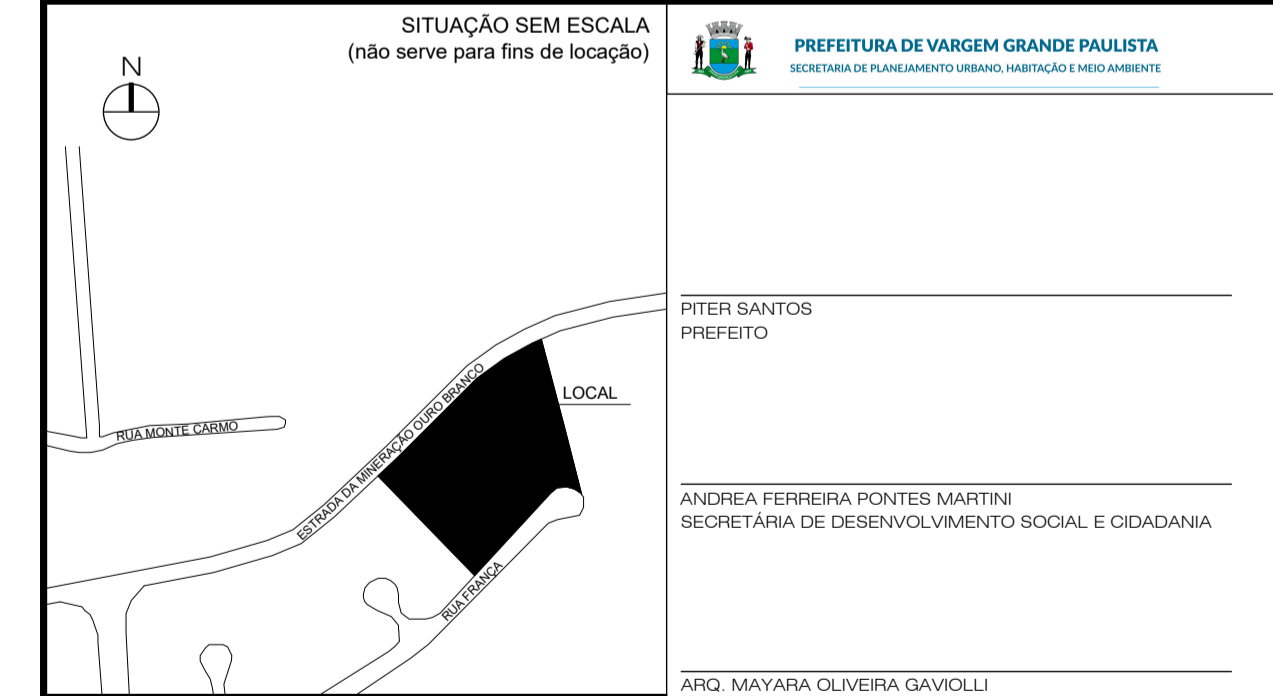 SITUAÇÃO SEM ESCALA
(não serve para fins de locação)
N
RUA MONTE CARMO
ESTRADA DA MINERAÇÃO OURO BRANCO
LOCAL
RUA FRANÇA
PREFEITURA DE VARGEM GRANDE PAULISTA
SECRETARIA DE PLANEJAMENTO URBANO, HABITAÇÃO E MEIO AMBIENTE
PITER SANTOS
PREFEITO
ANDREA FERREIRA PONTES MARTINI
SECRETÁRIA DE DESENVOLVIMENTO SOCIAL E CIDADANIA
ARQ. MAYARA OLIVEIRA GAVIOLLI